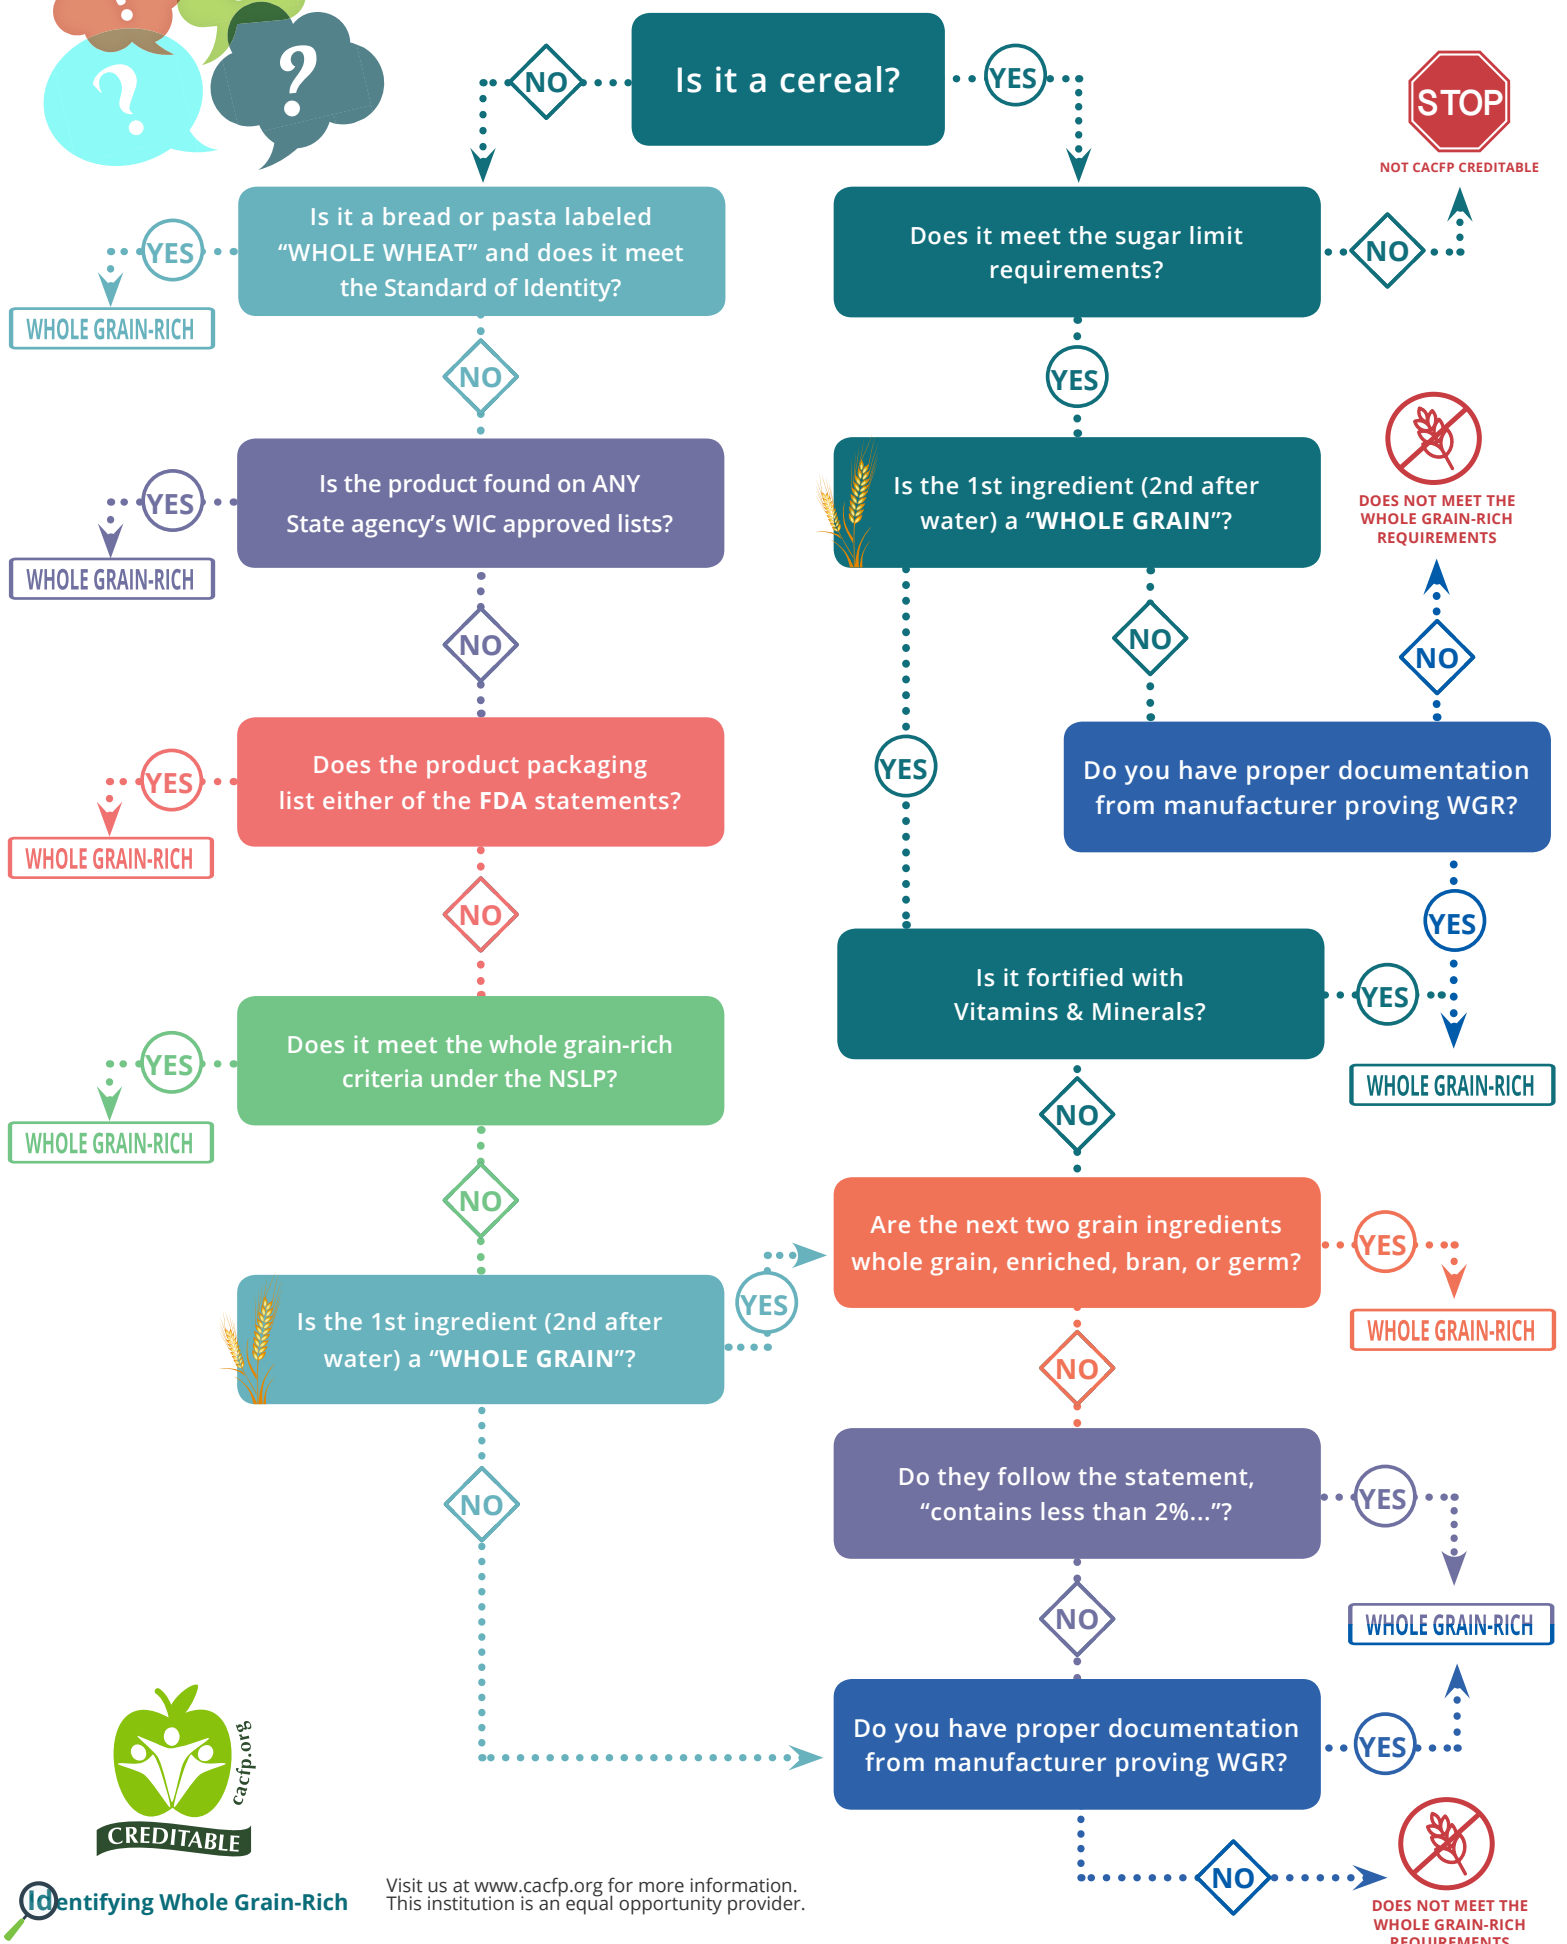 ?
?
?
Is it a cereal?
NO
YES
STOP
NOT CACFP CREDITABLE
Is it a bread or pasta labeled
“WHOLE WHEAT” and does it meet
the Standard of Identity?
YES
WHOLE GRAIN-RICH
NO
Does it meet the sugar limit
requirements?
NO
YES
Is the product found on ANY
State agency’s WIC approved lists?
YES
WHOLE GRAIN-RICH
NO
Is the 1st ingredient (2nd after
water) a “WHOLE GRAIN”?
NO
YES
DOES NOT MEET THE
WHOLE GRAIN-RICH
REQUIREMENTS
NO
Does the product packaging
list either of the FDA statements?
YES
WHOLE GRAIN-RICH
NO
Do you have proper documentation
from manufacturer proving WGR?
YES
Does it meet the whole grain-rich
criteria under the NSLP?
YES
WHOLE GRAIN-RICH
NO
Is it fortified with
Vitamins & Minerals?
YES
WHOLE GRAIN-RICH
NO
Is the 1st ingredient (2nd after
water) a “WHOLE GRAIN”?
YES
NO
Are the next two grain ingredients
whole grain, enriched, bran, or germ?
YES
WHOLE GRAIN-RICH
NO
Do they follow the statement,
“contains less than 2%...”?
YES
WHOLE GRAIN-RICH
NO
Do you have proper documentation
from manufacturer proving WGR?
YES
NO
DOES NOT MEET THE
WHOLE GRAIN-RICH
REQUIREMENTS
cacfp.org
CREDITABLE
Identifying Whole Grain-Rich
Visit us at www.cacfp.org for more information.
This institution is an equal opportunity provider.